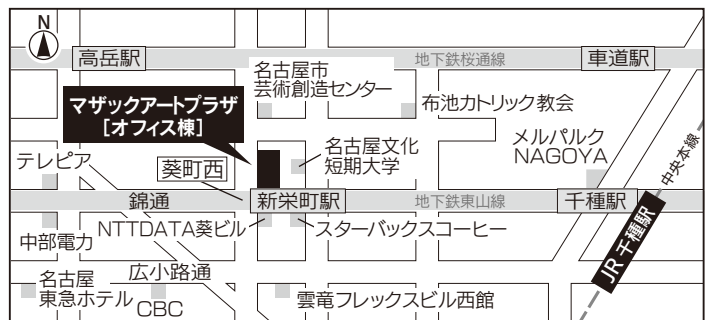 N
高岳駅
地下鉄桜通線
車道駅
名古屋市
芸術創造センター
布池カトリック教会
マザックアートプラザ
[オフィス棟]
名古屋文化
短期大学
メルパルク
NAGOYA
中央本線
テレピア
葵町西
錦通
新栄町駅
地下鉄東山線
千種駅
JR 千種駅
中部電力
NTTDATA葵ビル
スターバックスコーヒー
名古屋
東急ホテル
広小路通
CBC
雲竜フレックスビル西館